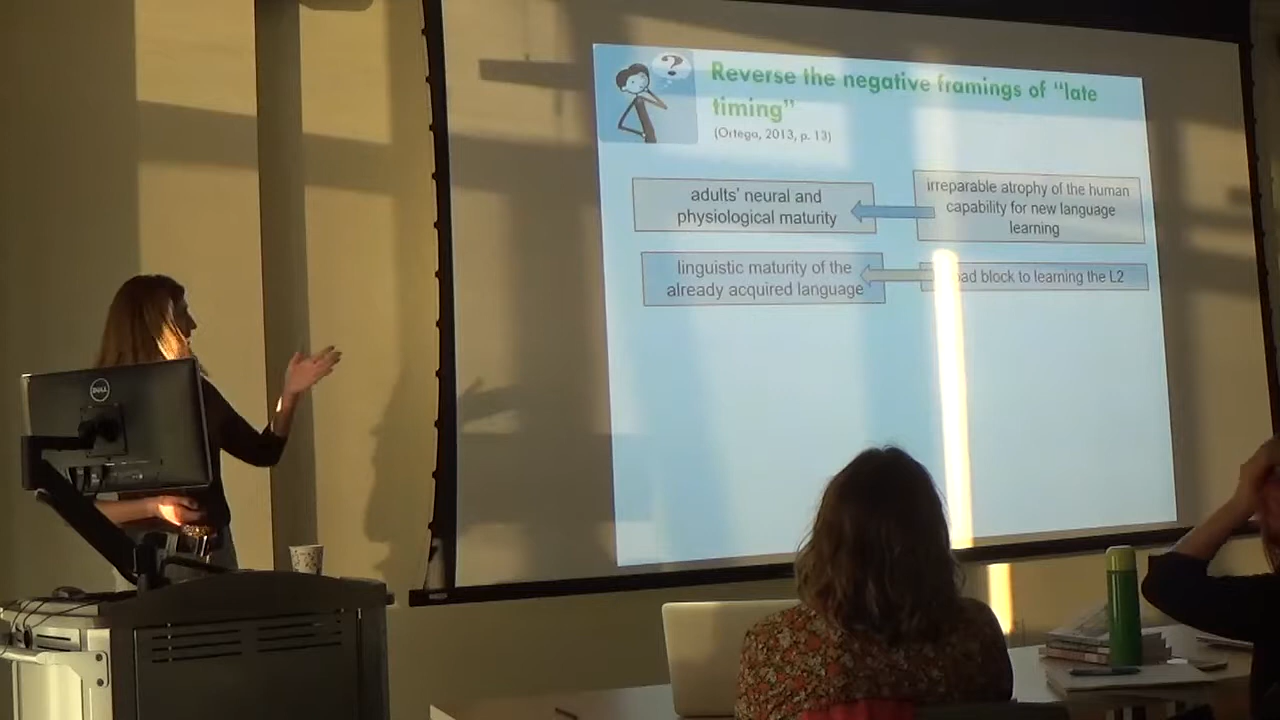 ?
Reverse the negative framings of “late
timing”
(Ortega, 2013, p. 13)
adults’ neural and
physiological maturity
irreparable atrophy of the human
capability for new language
learning
linguistic maturity of the
already acquired language
block to learning the L2
DELL